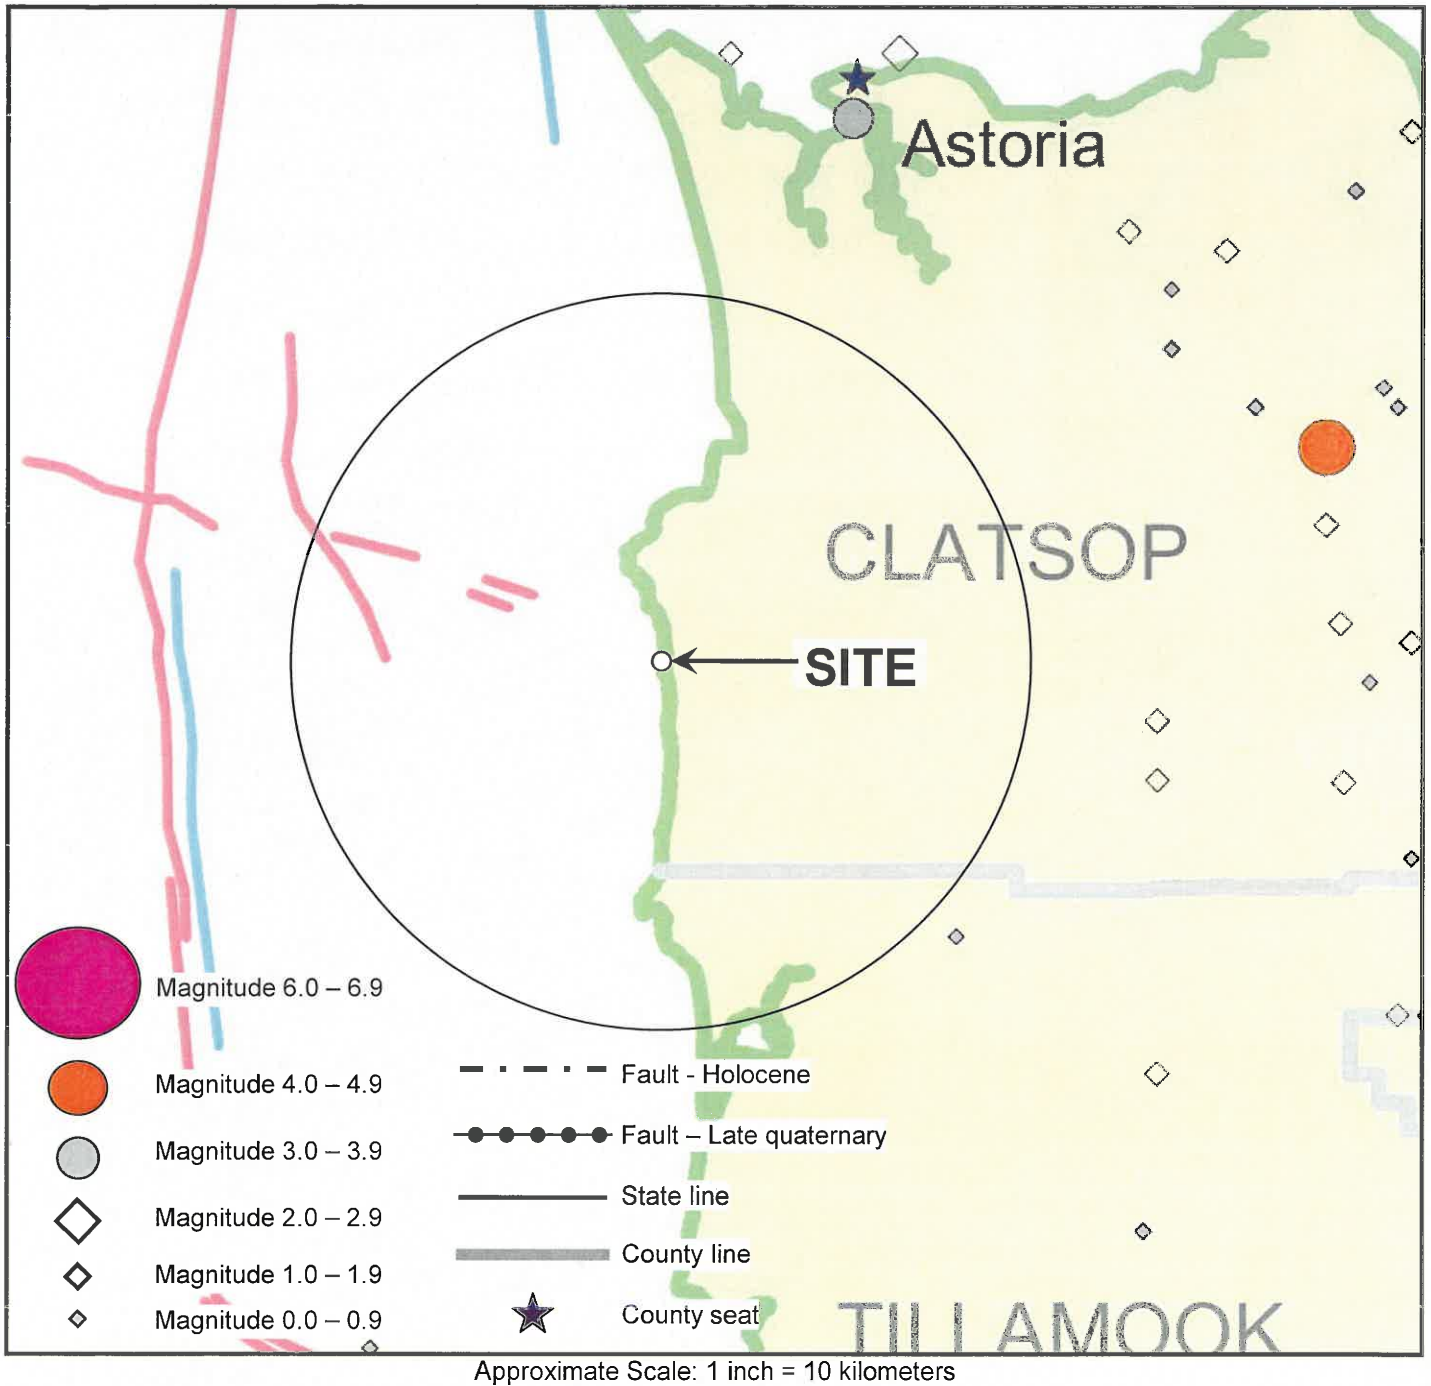 Astoria
CLATSOP
SITE
Magnitude 6.0 – 6.9
Magnitude 4.0 – 4.9
Magnitude 3.0 – 3.9
Magnitude 2.0 – 2.9
Magnitude 1.0 – 1.9
Magnitude 0.0 – 0.9
Fault - Holocene
Fault – Late quaternary
State line
County line
County seat
TILLAMOOK
Approximate Scale: 1 inch = 10 kilometers